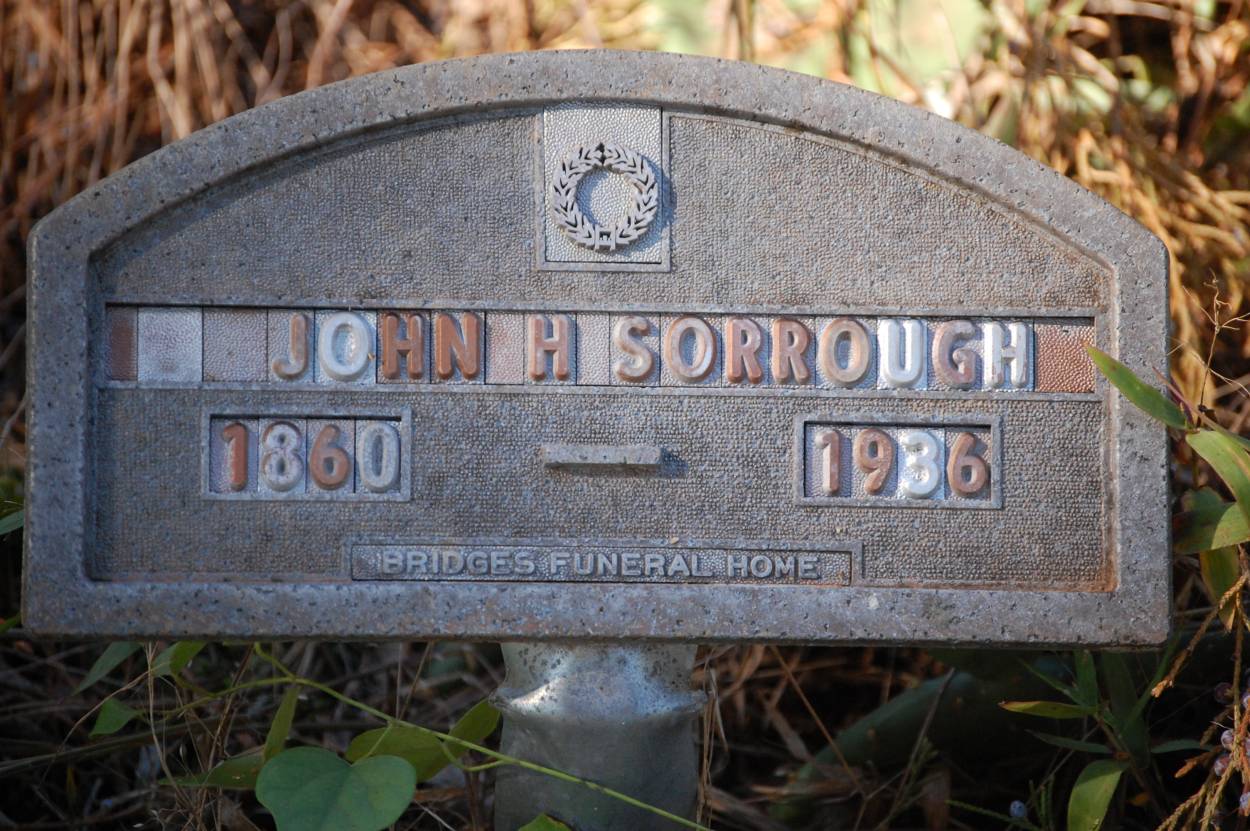 JOHN H SORROUGH
1860 1936
BRIDGES FUNERAL HOME